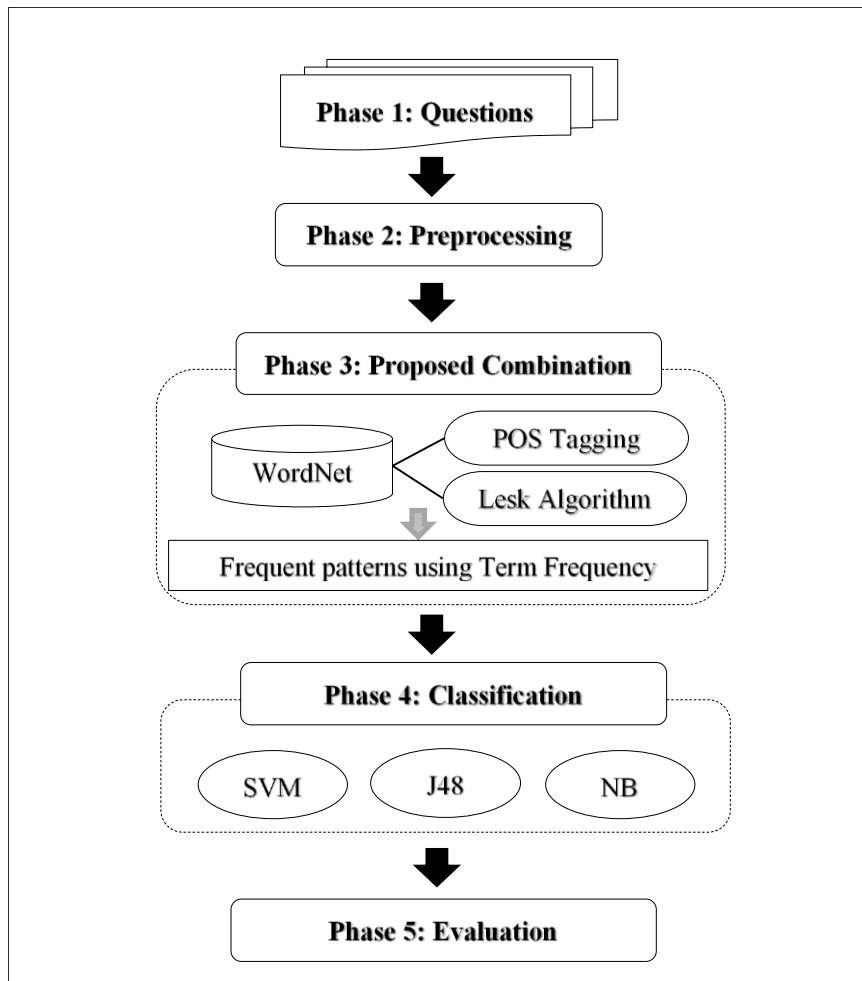 Phase 1: Questions
Phase 2: Preprocessing
Phase 3: Proposed Combination
WordNet
POS Tagging
Lesk Algorithm
Frequent patterns using Term Frequency
Phase 4: Classification
SVM
J48
NB
Phase 5: Evaluation